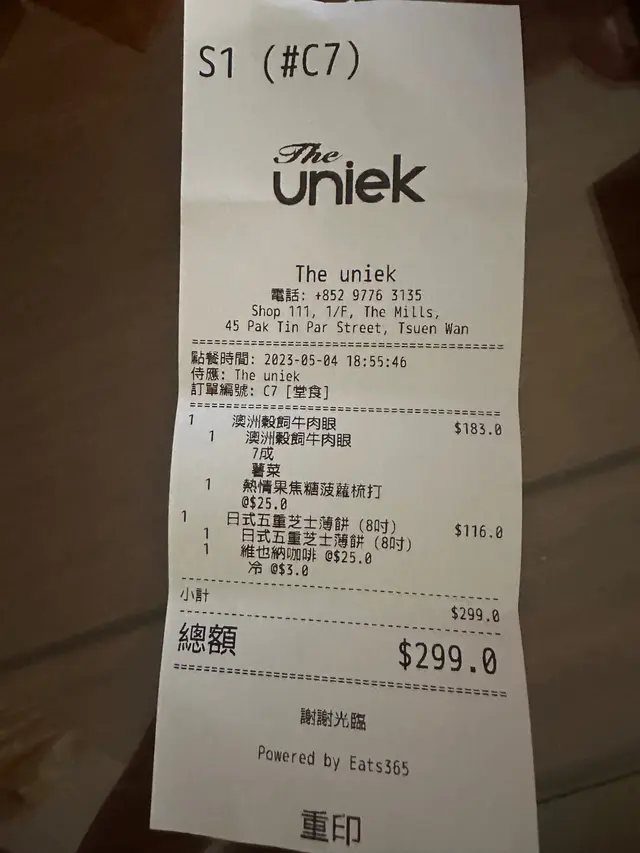 S1 (#C7)
The
uniek
The uniek
電話: +852 9776 3135
Shop 111, 1/F, The Mills,
45 Pak Tin Par Street, Tsuen Wan
點餐時間: 2023-05-04 18:55:46
侍應: The uniek
訂單編號: C7 [堂食]
1 澳洲穀飼牛肉眼 $183.0
1 澳洲穀飼牛肉眼
7成
薯菜
1 熱情果焦糖菠蘿梳打
@$25.0
1 日式五重芝士薄餅 (8吋) $116.0
1 日式五重芝士薄餅 (8吋)
1 維也納咖啡 @$25.0
冷 @$3.0
小計 $299.0
總額 $299.0
謝謝光臨
Powered by Eats365
重印